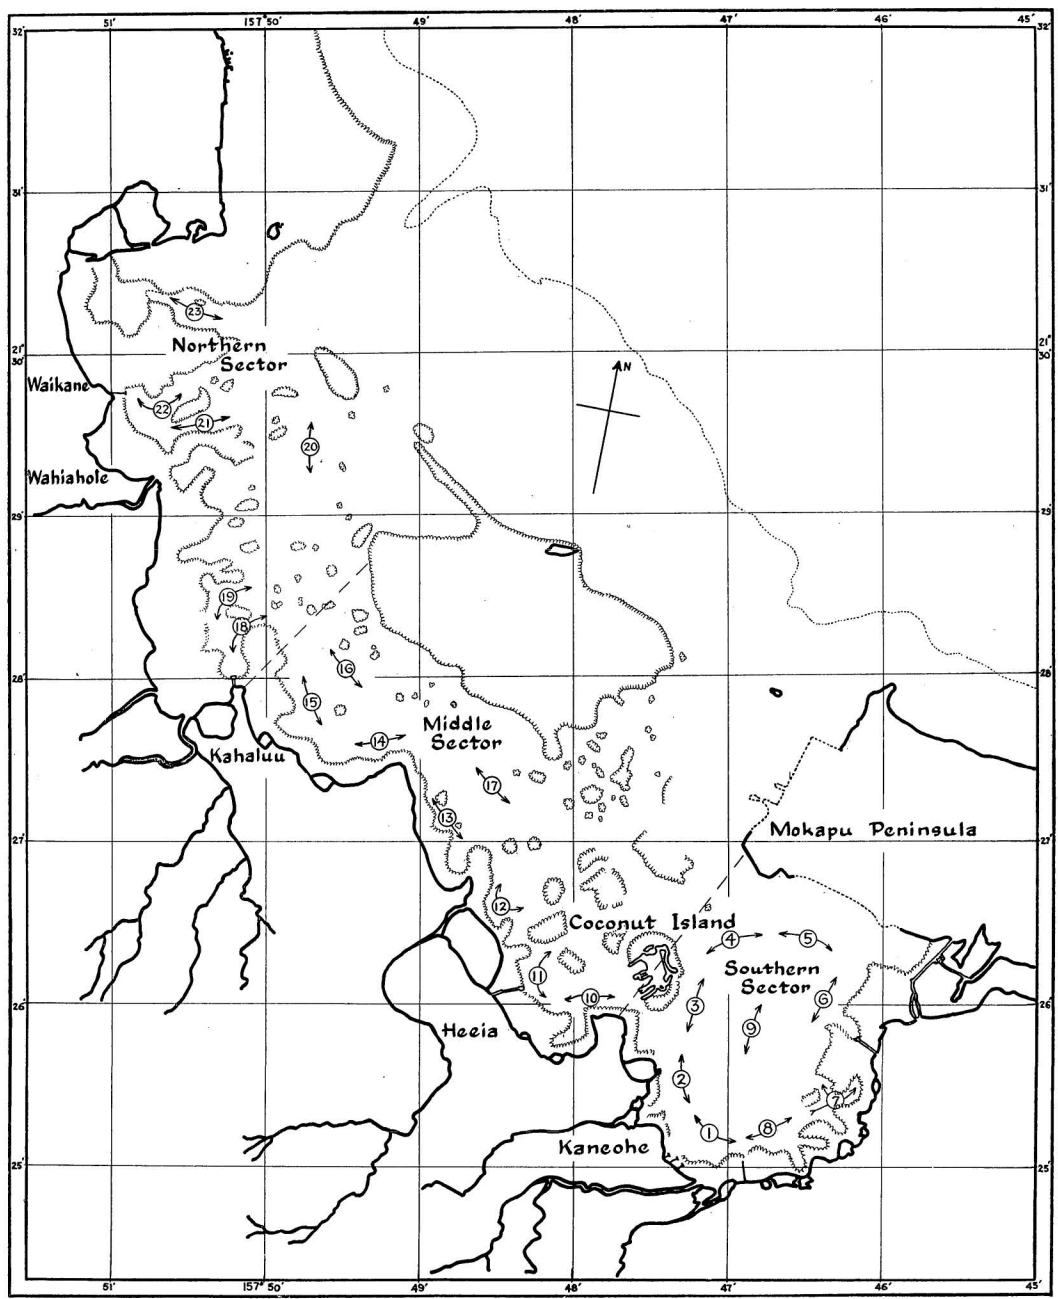 51' 157° 50' 49' 48' 47' 46' 45'
32' 32'
31' 31'
23
21° 30' 21° 30'
Northern
Sector
N
Waikane
22
21
20
Wahiahole
29' 29'
19
18
16
28' 28'
15
Middle
Sector
14
Kahaluu
17
13
27' 27'
Mokapu Peninsula
12
Coconut Island
4 5
Southern
Sector
11
10
3
6
26' 26'
9
Heeia
2
7
1 8
Kaneohe
25' 25'
51' 157° 50' 49' 48' 47' 46' 45'